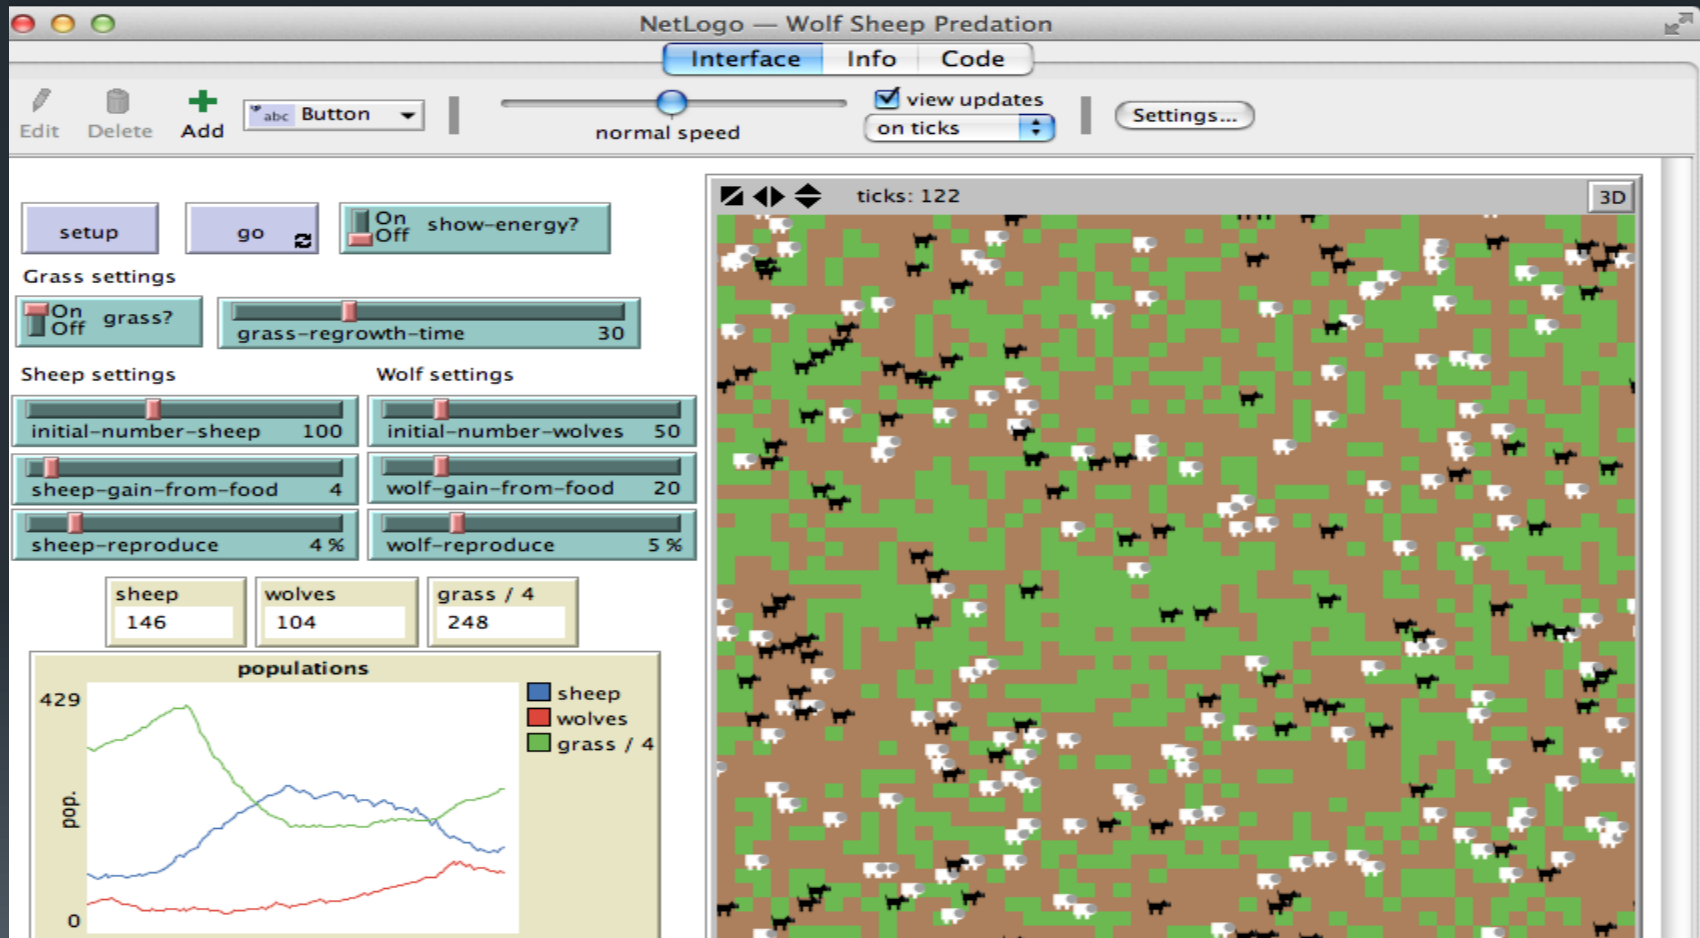 NetLogo — Wolf Sheep Predation
Interface Info Code
Edit Delete Add abc Button normal speed view updates on ticks Settings...
setup go On Off show-energy?
ticks: 122 3D
Grass settings
On Off grass? grass-regrowth-time 30
Sheep settings Wolf settings
initial-number-sheep 100 initial-number-wolves 50
sheep-gain-from-food 4 wolf-gain-from-food 20
sheep-reproduce 4 % wolf-reproduce 5 %
sheep wolves grass / 4
146 104 248
populations
429
pop.
0
sheep
wolves
grass / 4